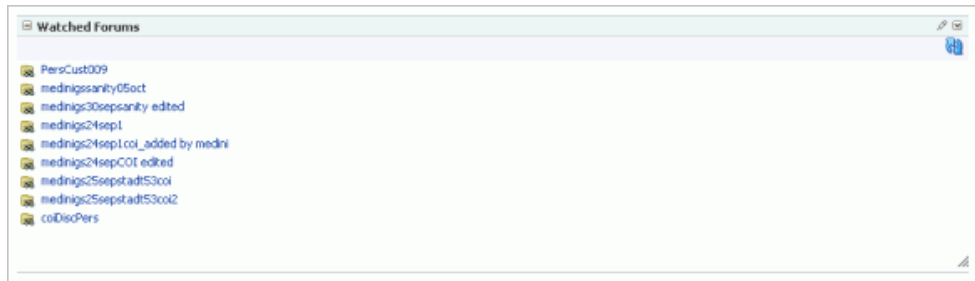 Watched Forums
PersCust009
medinigssanity05oct
medinigs30sepsanity edited
medinigs24sep1
medinigs24sep1coi_added by medini
medinigs24sepCOI edited
medinigs25sepstadt53coi
medinigs25sepstadt53coi2
coiDiscPers